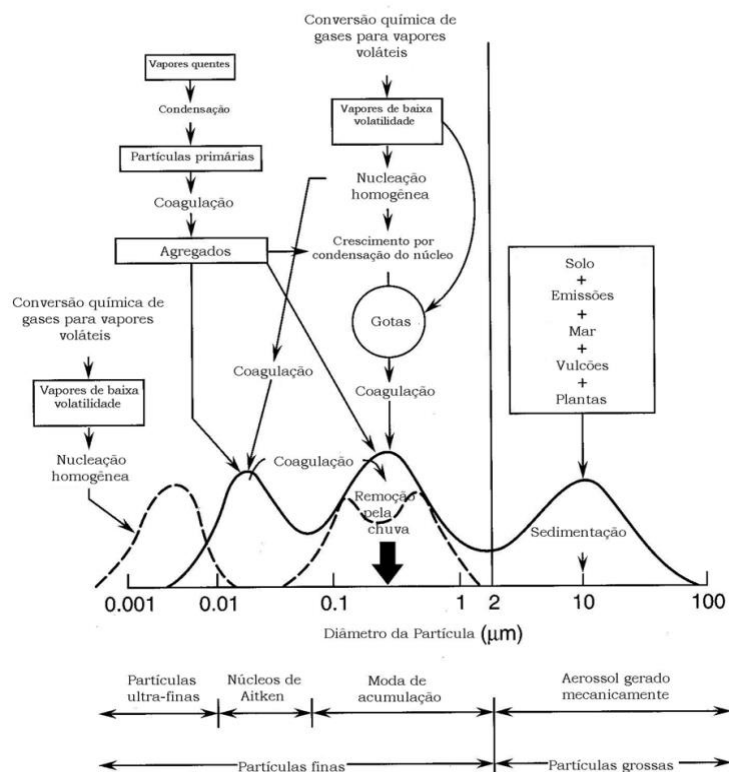 Conversão química de
gases para vapores
voláteis
Vapores quentes
Condensação
Partículas primárias
Coagulação
Agregados
Vapores de baixa
volatilidade
Nucleação
homogênea
Crescimento por
condensação do núcleo
Gotas
Coagulação
Coagulação
Solo
+
Emissões
+
Mar
+
Vulcões
+
Plantas
Conversão química de
gases para vapores
voláteis
Vapores de baixa
volatilidade
Nucleação
homogênea
Coagulação
Remoção
pela
chuva
Sedimentação
0.001 0.01 0.1 1 2 10 100
Diâmetro da Partícula (μm)
Partículas
ultra-finas
Núcleos de
Aitken
Moda de
acumulação
Aerossol gerado
mecanicamente
Partículas finas
Partículas grossas